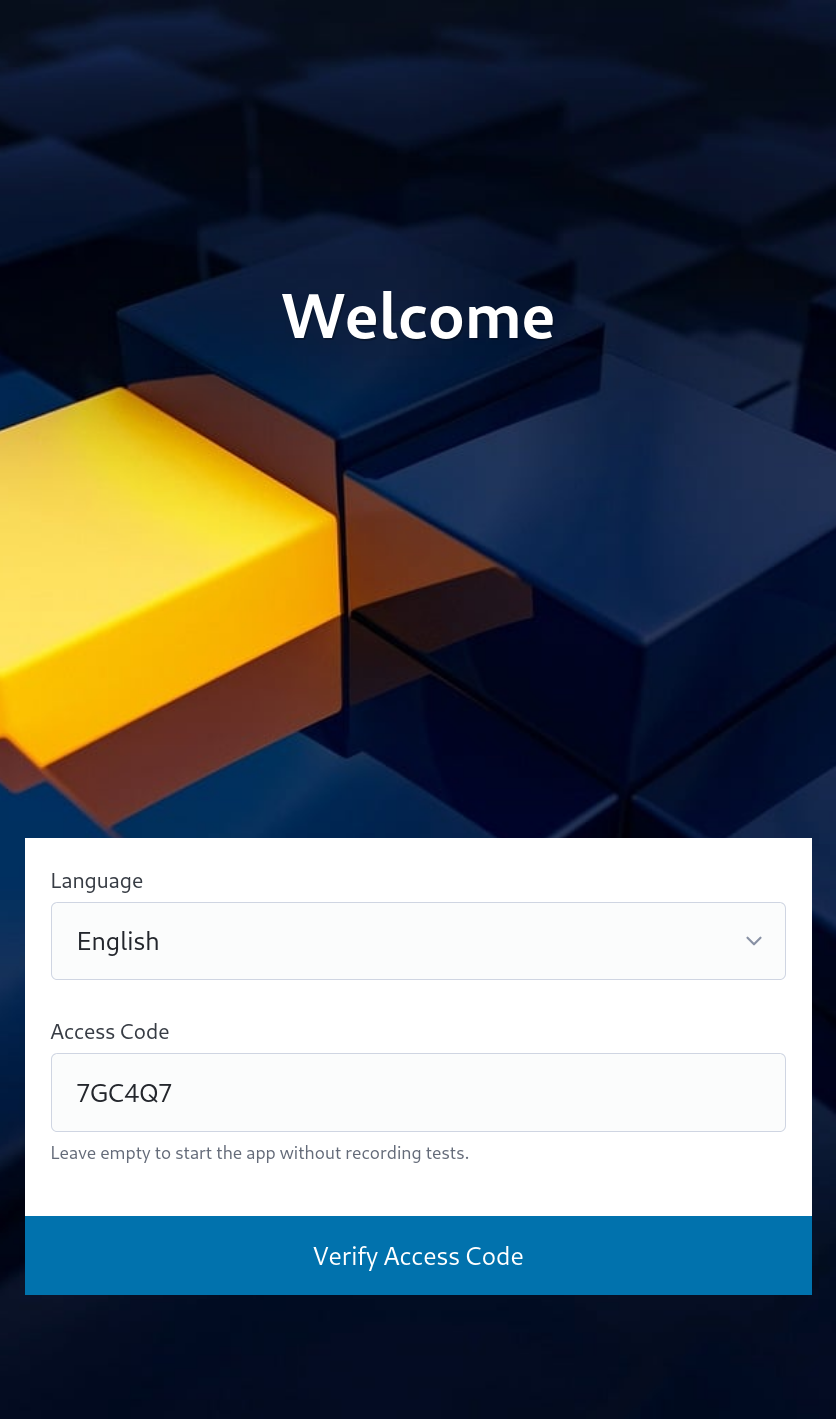 Welcome
Language
English
Access Code
7GC4Q7
Leave empty to start the app without recording tests.
Verify Access Code